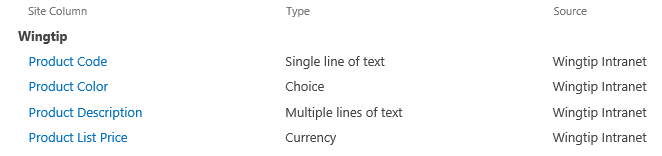 Site Column Type Source
Wingtip
Product Code Single line of text Wingtip Intranet
Product Color Choice Wingtip Intranet
Product Description Multiple lines of text Wingtip Intranet
Product List Price Currency Wingtip Intranet